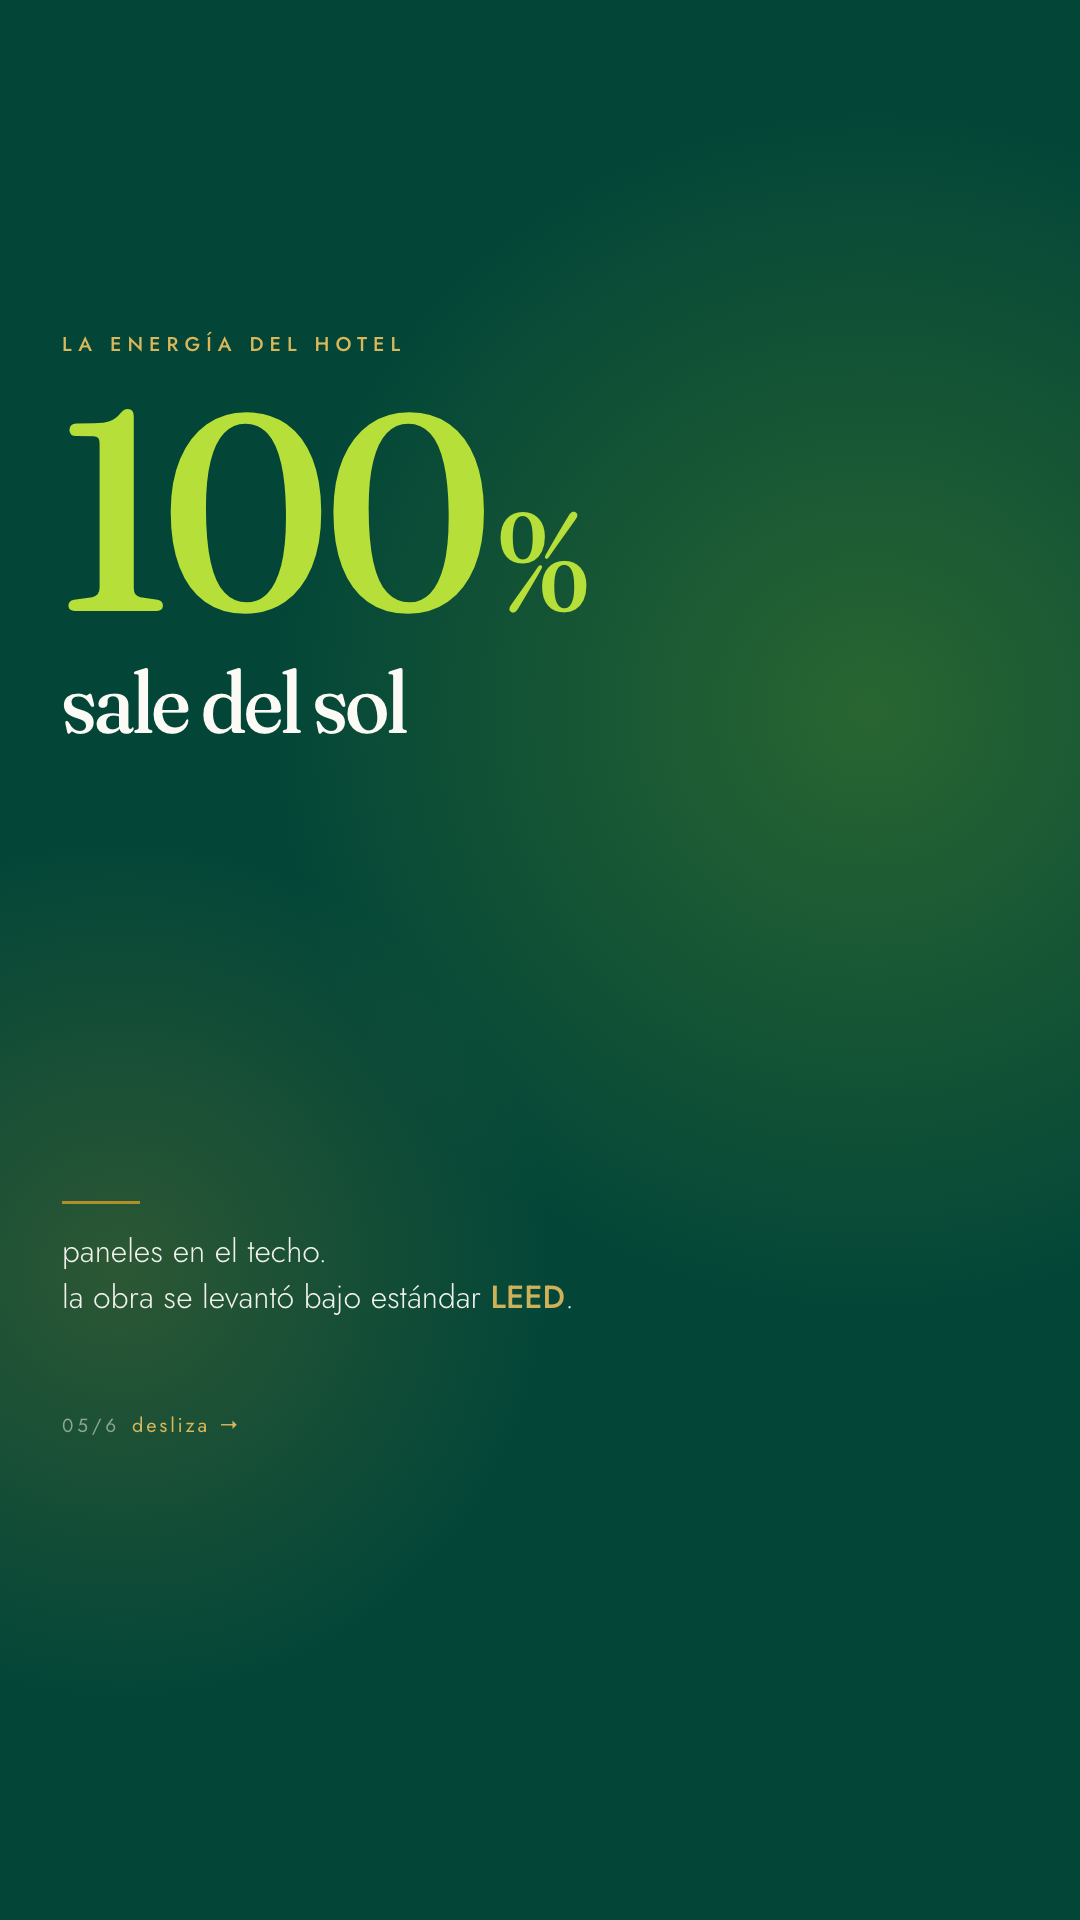 LA ENERGÍA DEL HOTEL
100%
sale del sol
paneles en el techo.
la obra se levantó bajo estándar LEED.
05/6 desliza →